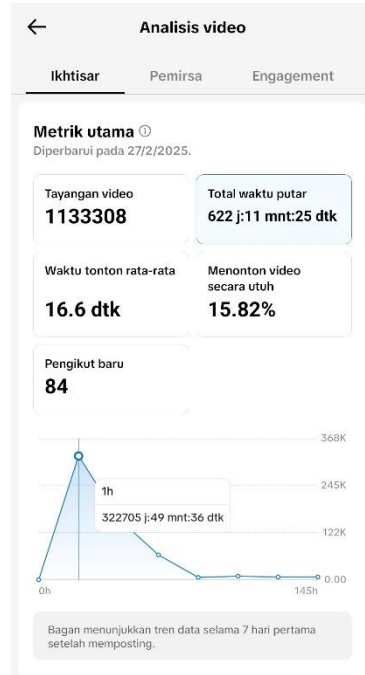 Analisis video
Ikhtisar Pemirsa Engagement
Metrik utama
Diperbarui pada 27/2/2025.
Tayangan video
1133308
Total waktu putar
622 j:11 mnt:25 dtk
Waktu tonton rata-rata
16.6 dtk
Menonton video
secara utuh
15.82%
Pengikut baru
84
368K
245K
122K
0.00
1h
322705 j:49 mnt:36 dtk
0h
145h
Bagan menunjukkan tren data selama 7 hari pertama
setelah memposting.